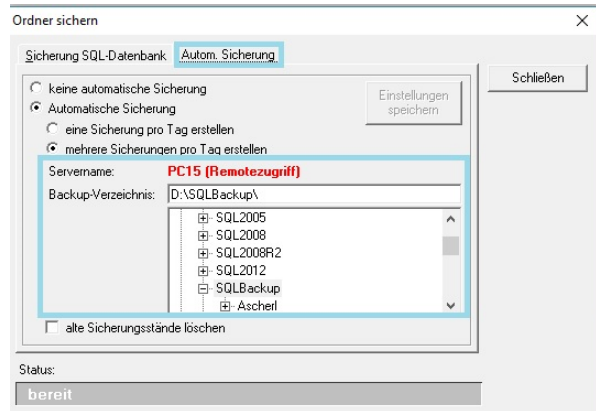 Ordner sichern
Sicherung SQL-Datenbank Autom. Sicherung
Schließen
keine automatische Sicherung
Einstellungen
speichern
Automatische Sicherung
eine Sicherung pro Tag erstellen
mehrere Sicherungen pro Tag erstellen
Servername: PC15 (Remotezugriff)
Backup-Verzeichnis: D:\SQLBackup\
SQL2005
SQL2008
SQL2008R2
SQL2012
SQLBackup
Ascherl
alte Sicherungsstände löschen
Status:
bereit